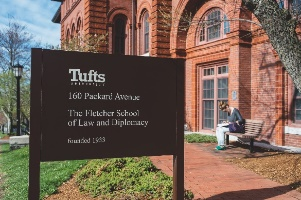 Tufts
UNIVERSITY
160 Packard Avenue
The Fletcher School
of Law and Diplomacy
founded 1933